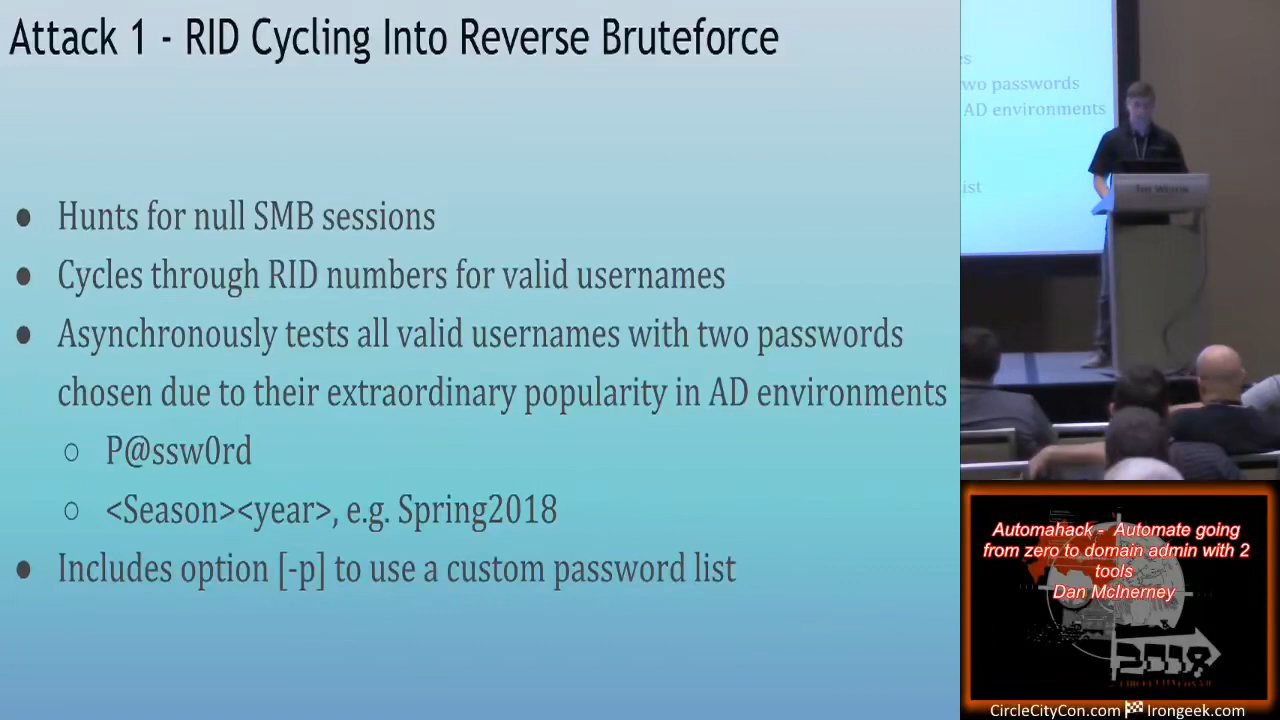 Attack 1 - RID Cycling Into Reverse Bruteforce
● Hunts for null SMB sessions
● Cycles through RID numbers for valid usernames
● Asynchronously tests all valid usernames with two passwords
chosen due to their extraordinary popularity in AD environments
○ P@ssw0rd
○ <Season><year>, e.g. Spring2018
● Includes option [-p] to use a custom password list
two passwords
AD environments
Automahack - Automate going
from zero to domain admin with 2
tools
Dan McInerney
2018
CircleCityCon.com Irongeek.com